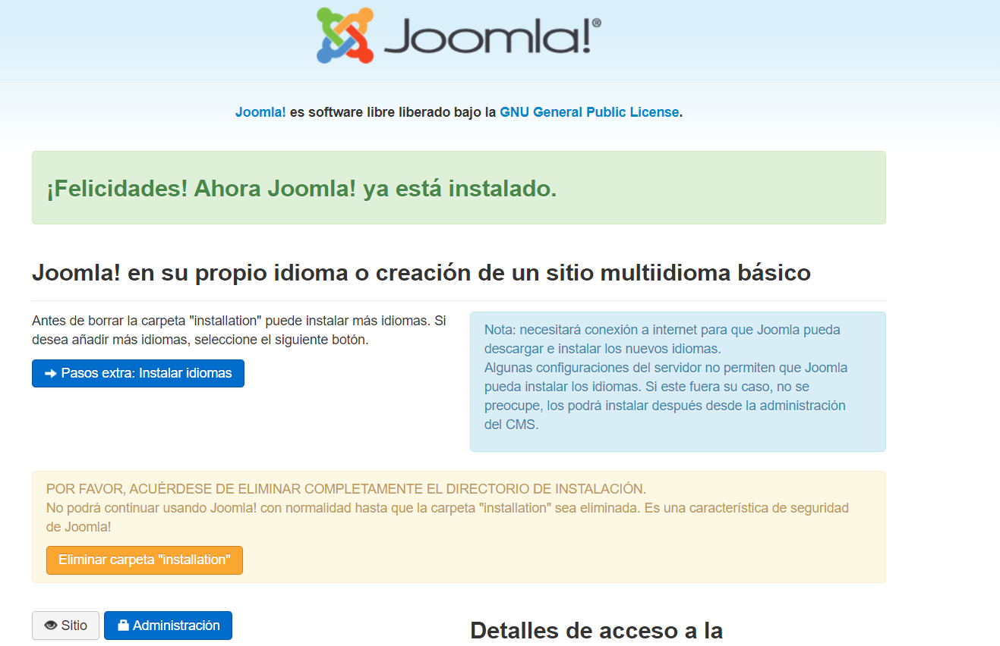 Joomla!®
Joomla! es software libre liberado bajo la GNU General Public License.
¡Felicidades! Ahora Joomla! ya está instalado.
Joomla! en su propio idioma o creación de un sitio multiidioma básico
Antes de borrar la carpeta "installation" puede instalar más idiomas. Si
desea añadir más idiomas, seleccione el siguiente botón.
Pasos extra: Instalar idiomas
Nota: necesitará conexión a internet para que Joomla pueda
descargar e instalar los nuevos idiomas.
Algunas configuraciones del servidor no permiten que Joomla
pueda instalar los idiomas. Si este fuera su caso, no se
preocupe, los podrá instalar después desde la administración
del CMS.
POR FAVOR, ACUÉRDESE DE ELIMINAR COMPLETAMENTE EL DIRECTORIO DE INSTALACIÓN.
No podrá continuar usando Joomla! con normalidad hasta que la carpeta "installation" sea eliminada. Es una característica de seguridad
de Joomla!
Eliminar carpeta "installation"
Sitio
Administración
Detalles de acceso a la